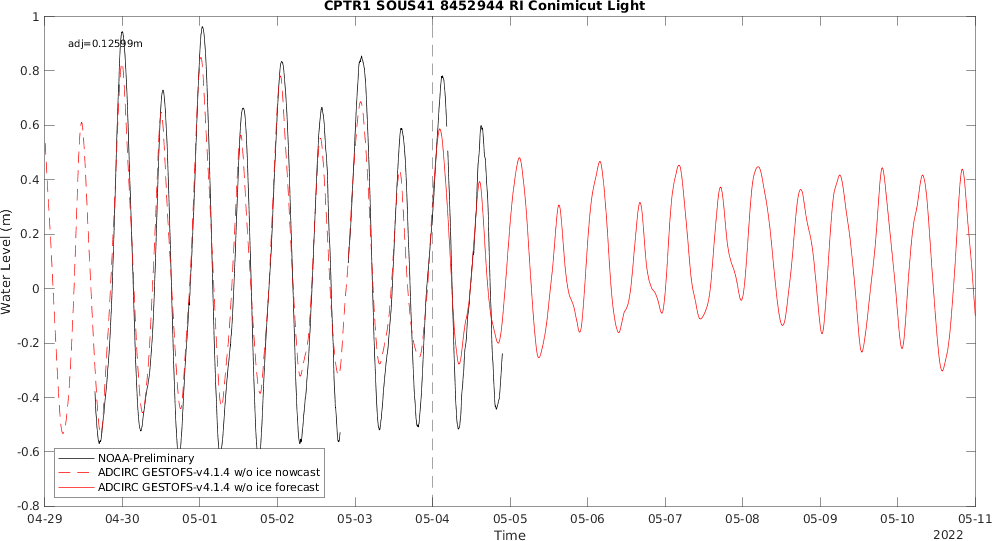 CPTR1 SOUS41 8452944 RI Conimicut Light
adj=0.12599m
1
0.8
0.6
0.4
0.2
0
-0.2
-0.4
-0.6
-0.8
Water Level (m)
NOAA-Preliminary
ADCIRC GESTOFS-v4.1.4 w/o ice nowcast
ADCIRC GESTOFS-v4.1.4 w/o ice forecast
04-29 04-30 05-01 05-02 05-03 05-04 05-05 05-06 05-07 05-08 05-09 05-10 05-11
Time
2022